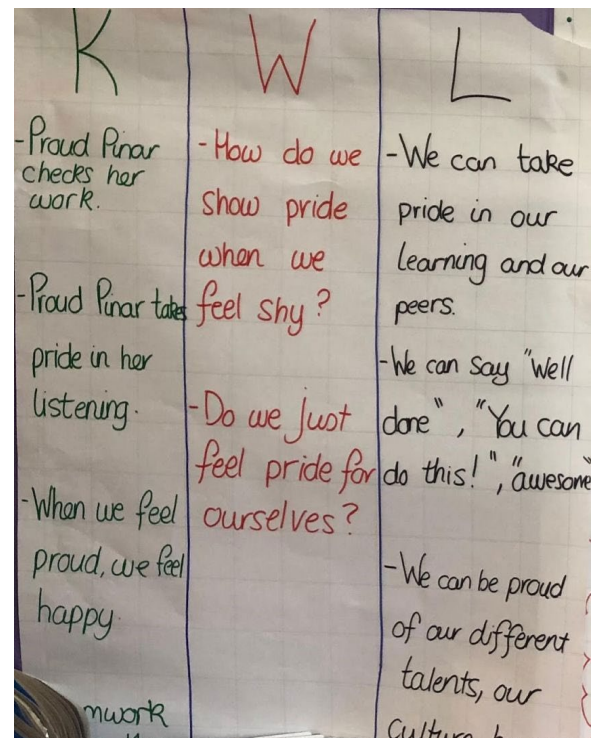 K
-Proud Pinar
checks her
work.
-Proud Pinar takes
pride in her
listening.
-When we feel
proud, we feel
happy.
W
-How do we
show pride
when we
feel shy?
-Do we just
feel pride for
ourselves?
L
-We can take
pride in our
learning and our
peers.
-We can say "Well
done", "You can
do this!", "awesome"
-We can be proud
of our different
talents, our